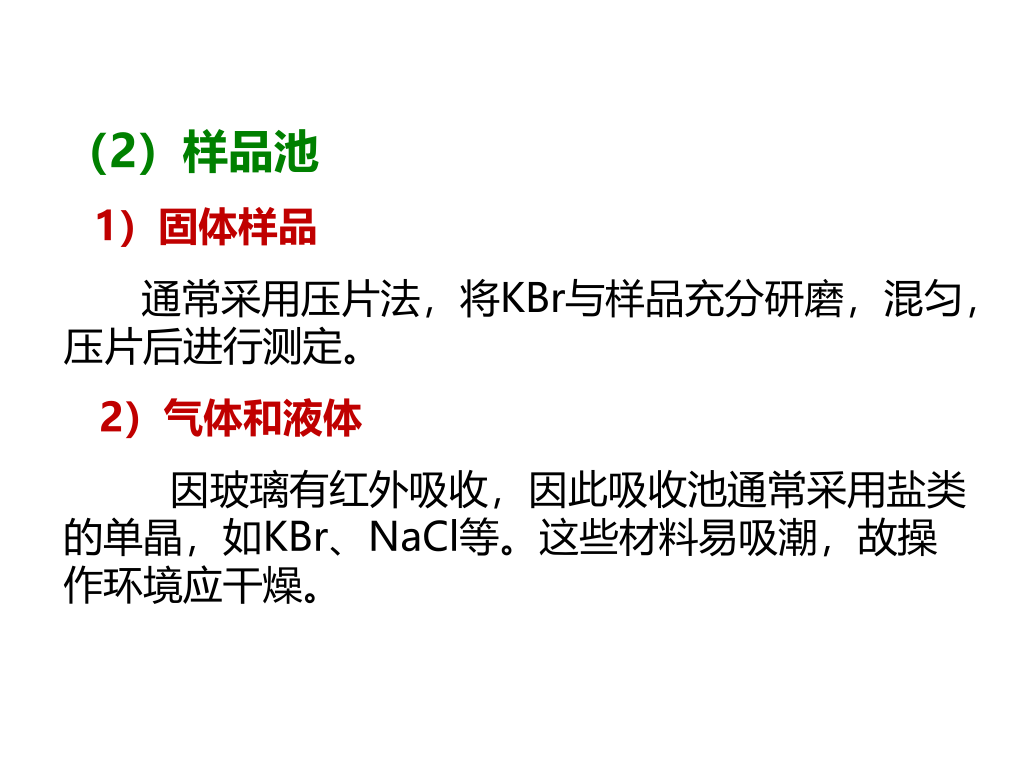 （2）样品池
1）固体样品
通常采用压片法，将KBr与样品充分研磨，混匀，
压片后进行测定。
2）气体和液体
因玻璃有红外吸收，因此吸收池通常采用盐类
的单晶，如KBr、NaCl等。这些材料易吸潮，故操
作环境应干燥。